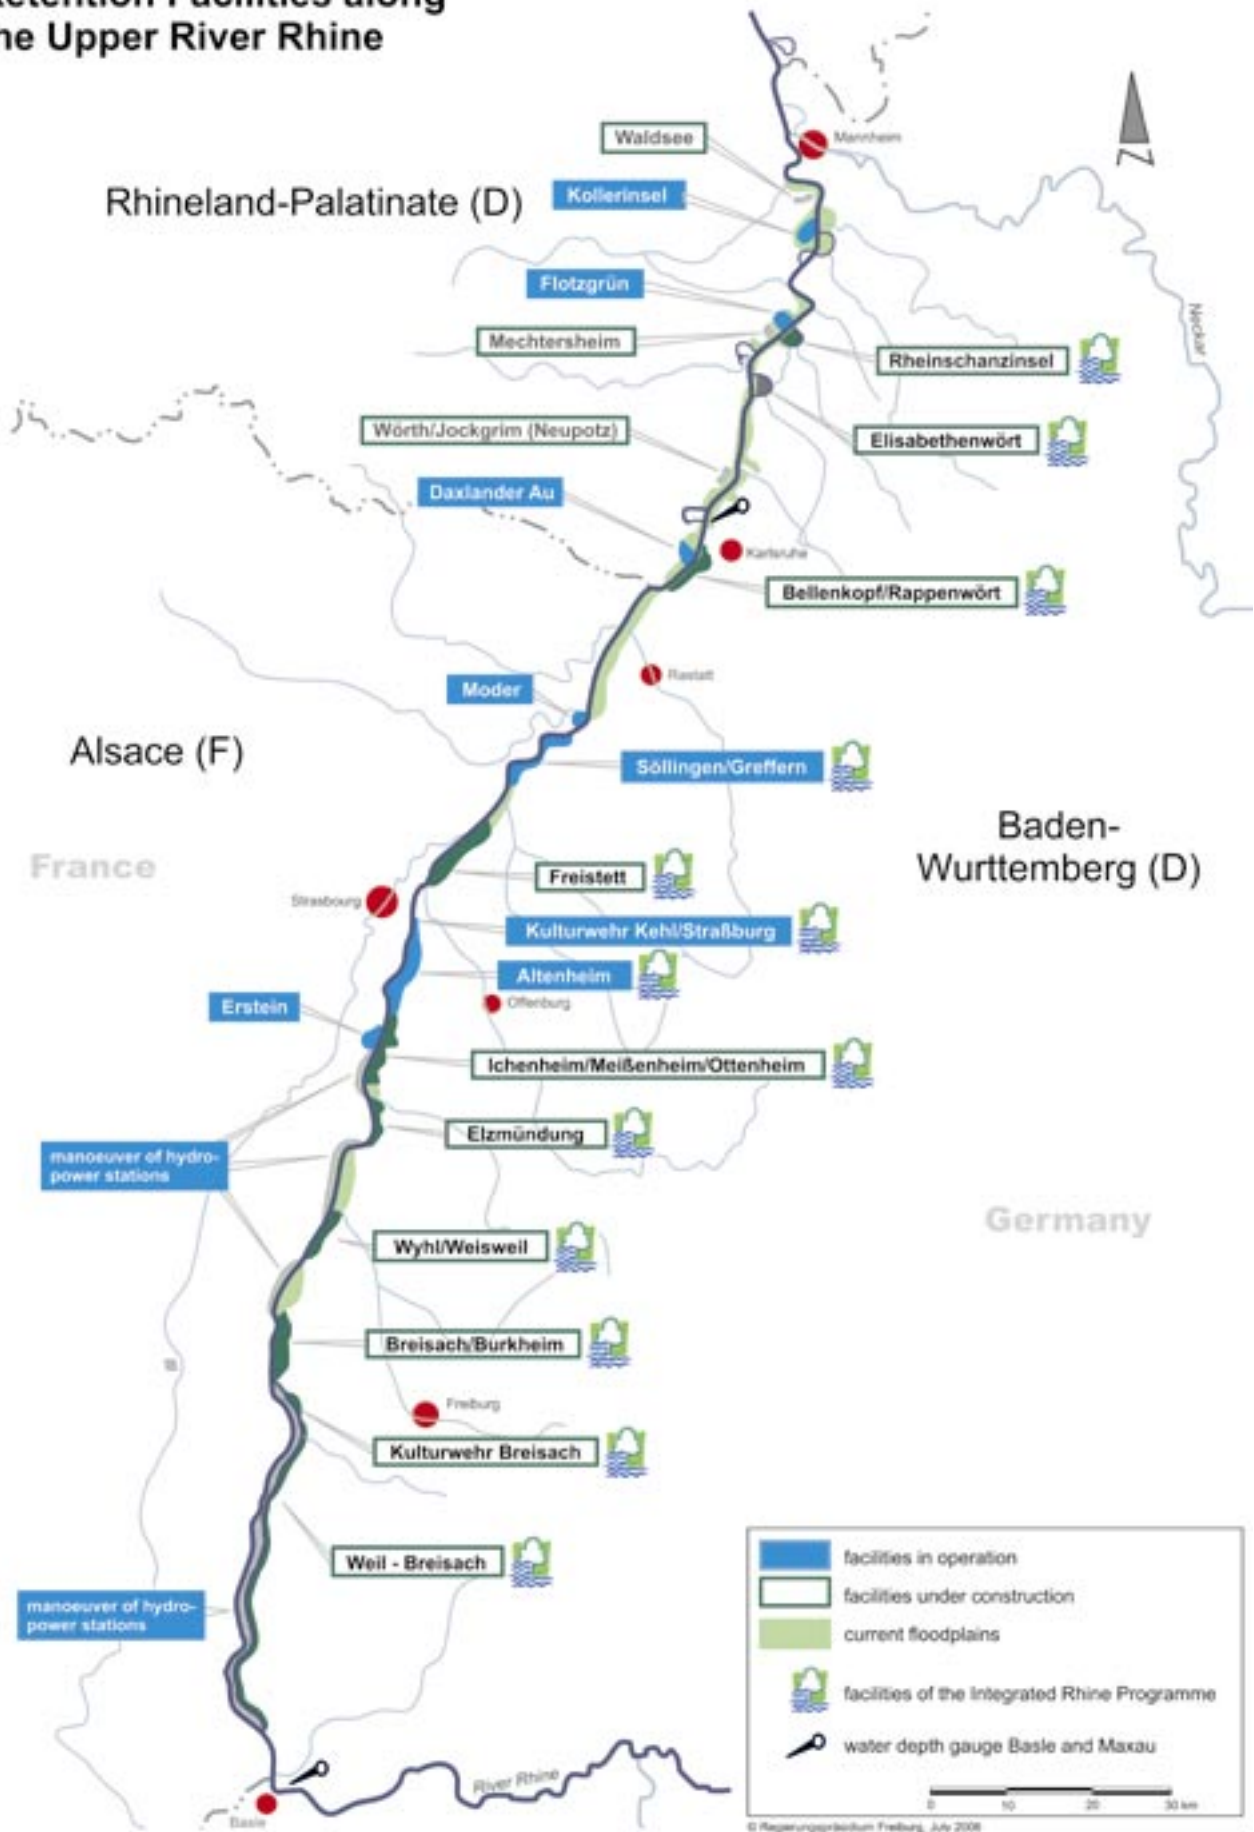 etention Facilities along
he Upper River Rhine
Waldsee
Mannheim
Rhineland-Palatinate (D)
Kollerinsel
Flotzgrün
Neckar
Mechtersheim
Rheinschanzinsel
Wörth/Jockgrim (Neupotz)
Elisabethenwört
Daxlander Au
Karlsruhe
Bellenkopf/Rappenwört
Rastatt
Moder
Alsace (F)
Söllingen/Greffern
Baden-
Wurttemberg (D)
France
Freistett
Strasbourg
Kulturwehr Kehl/Straßburg
Altenheim
Erstein
Offenburg
Ichenheim/Meißenheim/Ottenheim
Elzmündung
manoeuver of hydro-
power stations
Germany
Wyhl/Weisweil
Breisach/Burkheim
Freiburg
Kulturwehr Breisach
Weil - Breisach
manoeuver of hydro-
power stations
facilities in operation
facilities under construction
current floodplains
facilities of the Integrated Rhine Programme
water depth gauge Basle and Maxau
River Rhine
0 10 20 30 km
Basle
© Regierungspräsidium Freiburg, July 2006